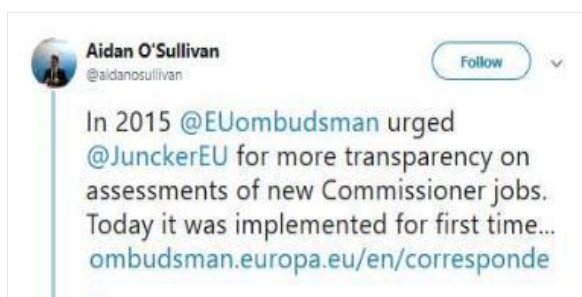 Aidan O'Sullivan
@aidanosullivan
Follow
In 2015 @EUombudsman urged
@JunckerEU for more transparency on
assessments of new Commissioner jobs.
Today it was implemented for first time...
ombudsman.europa.eu/en/corresponde